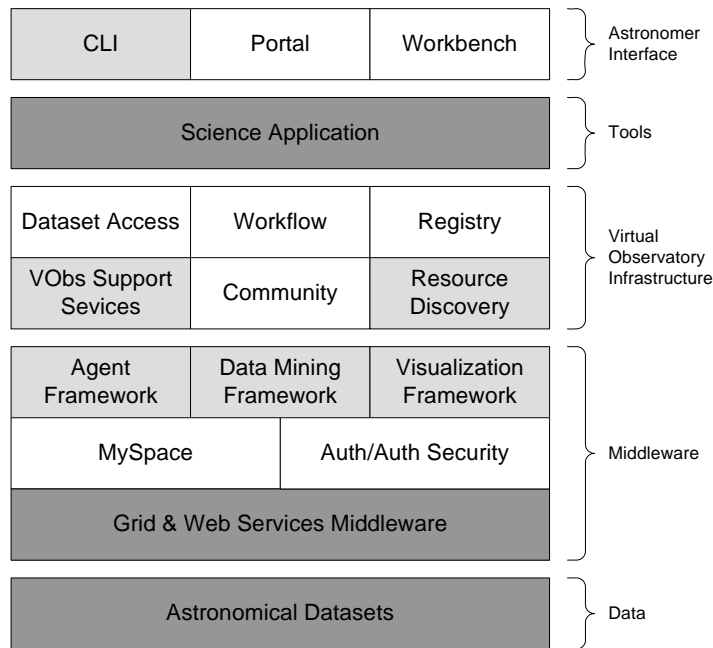 CLI
Portal
Workbench
Astronomer
Interface
Science Application
Tools
Dataset Access
Workflow
Registry
VObs Support
Sevices
Community
Resource
Discovery
Virtual
Observatory
Infrastructure
Agent
Framework
Data Mining
Framework
Visualization
Framework
MySpace
Auth/Auth Security
Grid & Web Services Middleware
Middleware
Astronomical Datasets
Data